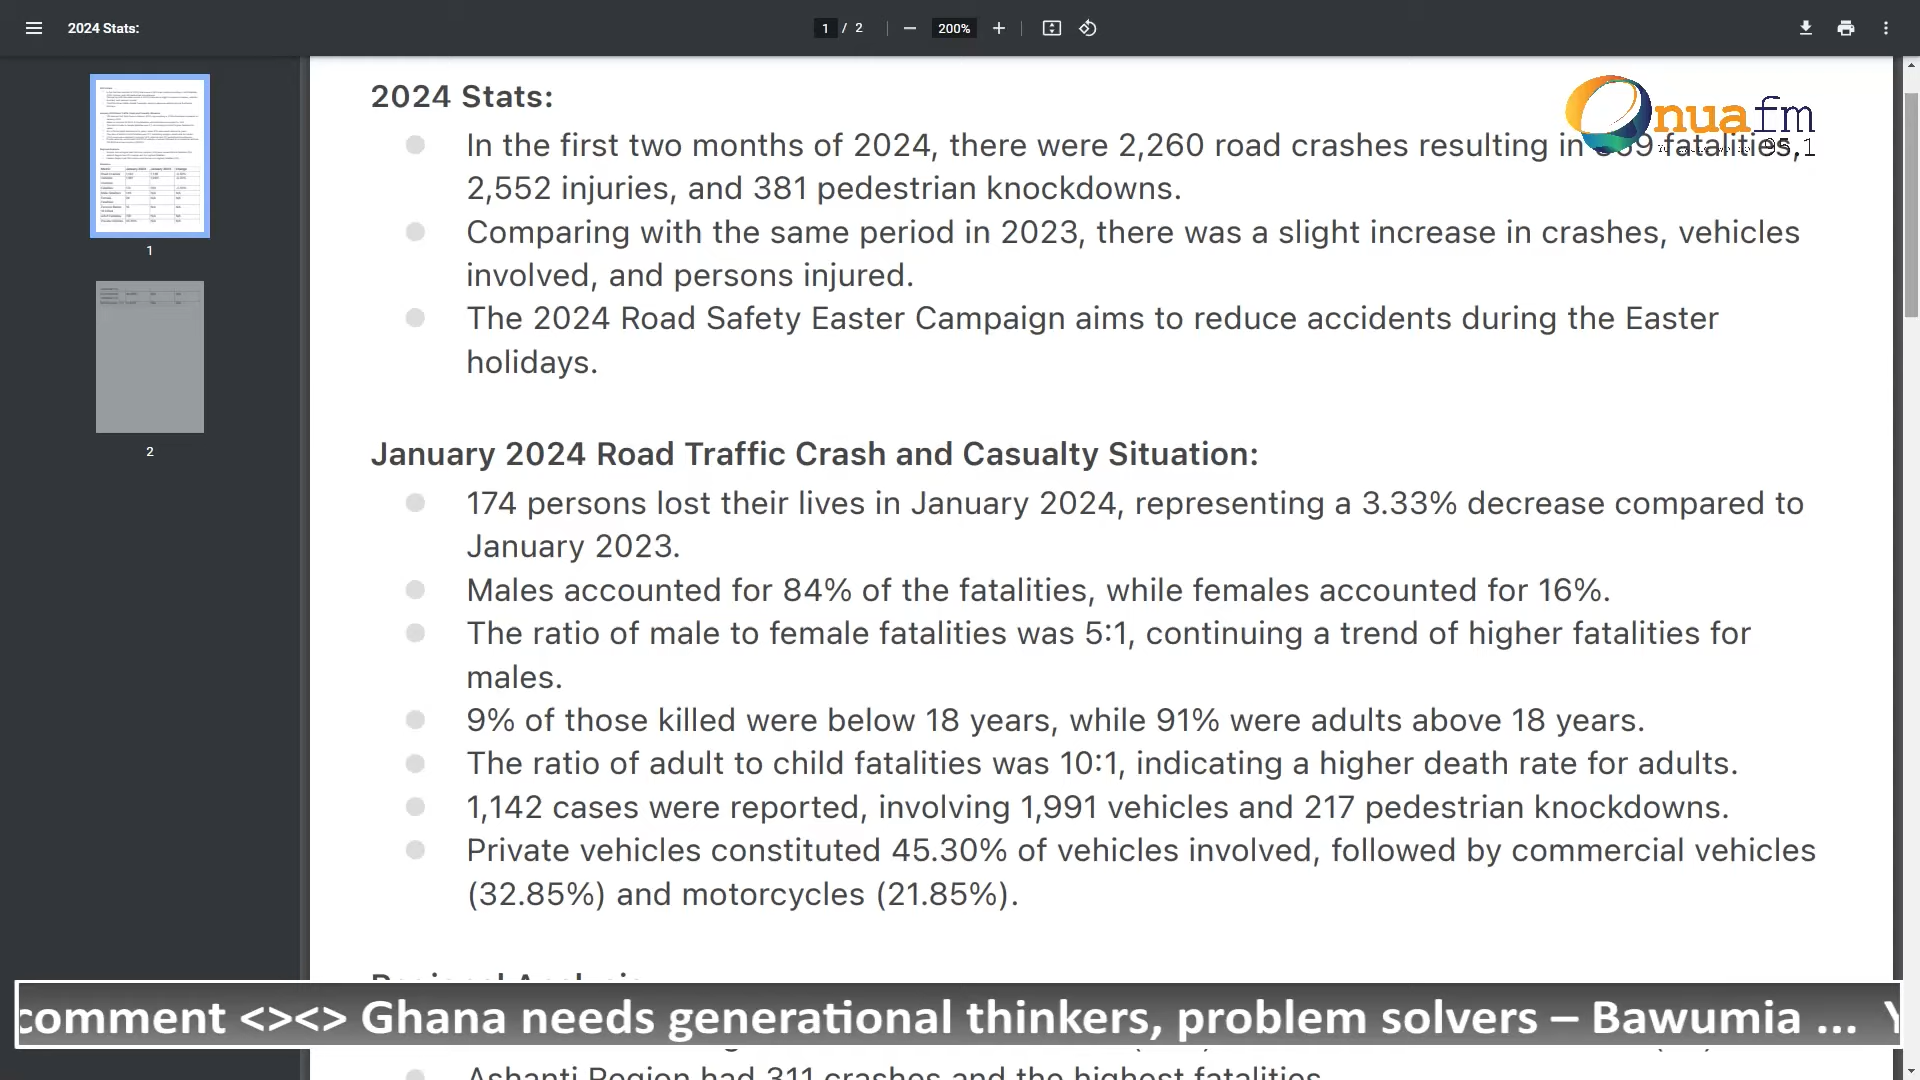 2024 Stats:
1 / 2
200%
1
2
2024 Stats:
In the first two months of 2024, there were 2,260 road crashes resulting in fatalities,
2,552 injuries, and 381 pedestrian knockdowns.
Comparing with the same period in 2023, there was a slight increase in crashes, vehicles
involved, and persons injured.
The 2024 Road Safety Easter Campaign aims to reduce accidents during the Easter
holidays.
Onua fm
95.1
January 2024 Road Traffic Crash and Casualty Situation:
174 persons lost their lives in January 2024, representing a 3.33% decrease compared to
January 2023.
Males accounted for 84% of the fatalities, while females accounted for 16%.
The ratio of male to female fatalities was 5:1, continuing a trend of higher fatalities for
males.
9% of those killed were below 18 years, while 91% were adults above 18 years.
The ratio of adult to child fatalities was 10:1, indicating a higher death rate for adults.
1,142 cases were reported, involving 1,991 vehicles and 217 pedestrian knockdowns.
Private vehicles constituted 45.30% of vehicles involved, followed by commercial vehicles
(32.85%) and motorcycles (21.85%).
Regional Analysis
comment <><> Ghana needs generational thinkers, problem solvers – Bawumia ... Y
Ashanti Region had 311 crashes and the highest fatalities